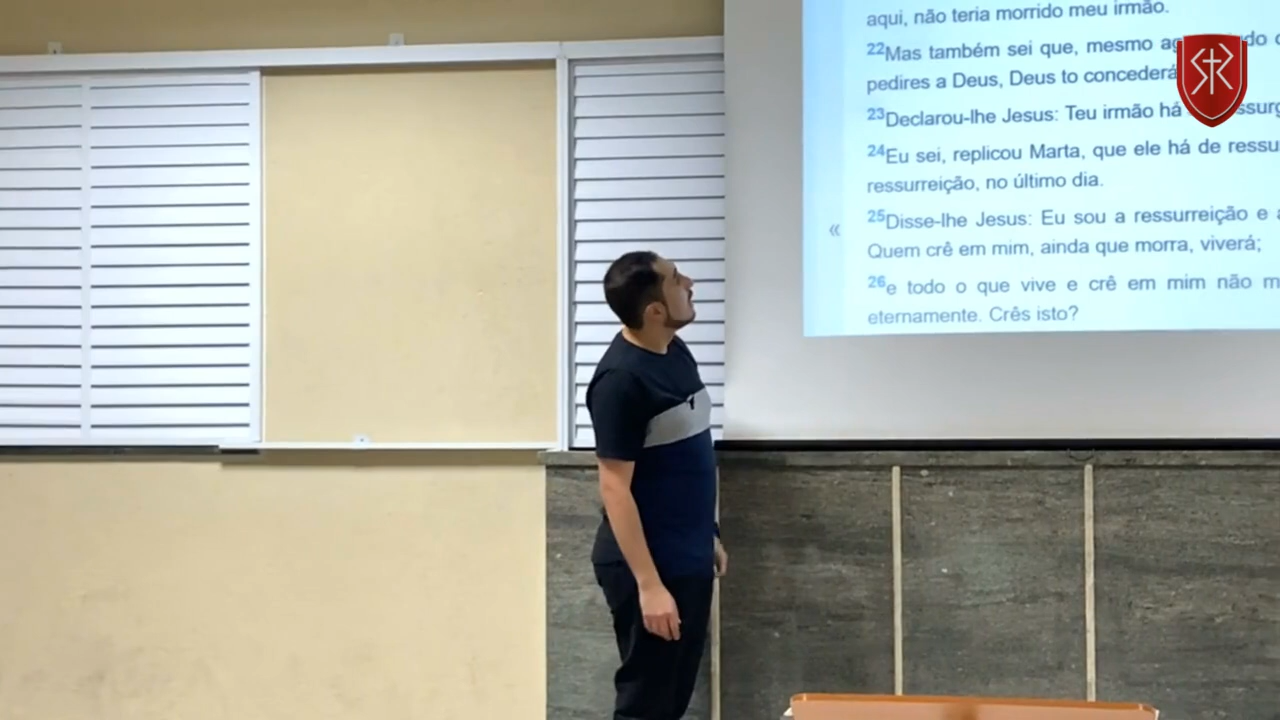 aqui, não teria morrido meu irmão.
22Mas também sei que, mesmo
pedires a Deus, Deus to concederá
23Declarou-lhe Jesus: Teu irmão há
24Eu sei, replicou Marta, que ele há de ressu
ressurreição, no último dia.
25Disse-lhe Jesus: Eu sou a ressurreição e a
«
Quem crê em mim, ainda que morra, viverá;
26e todo o que vive e crê em mim não m
eternamente. Crês isto?